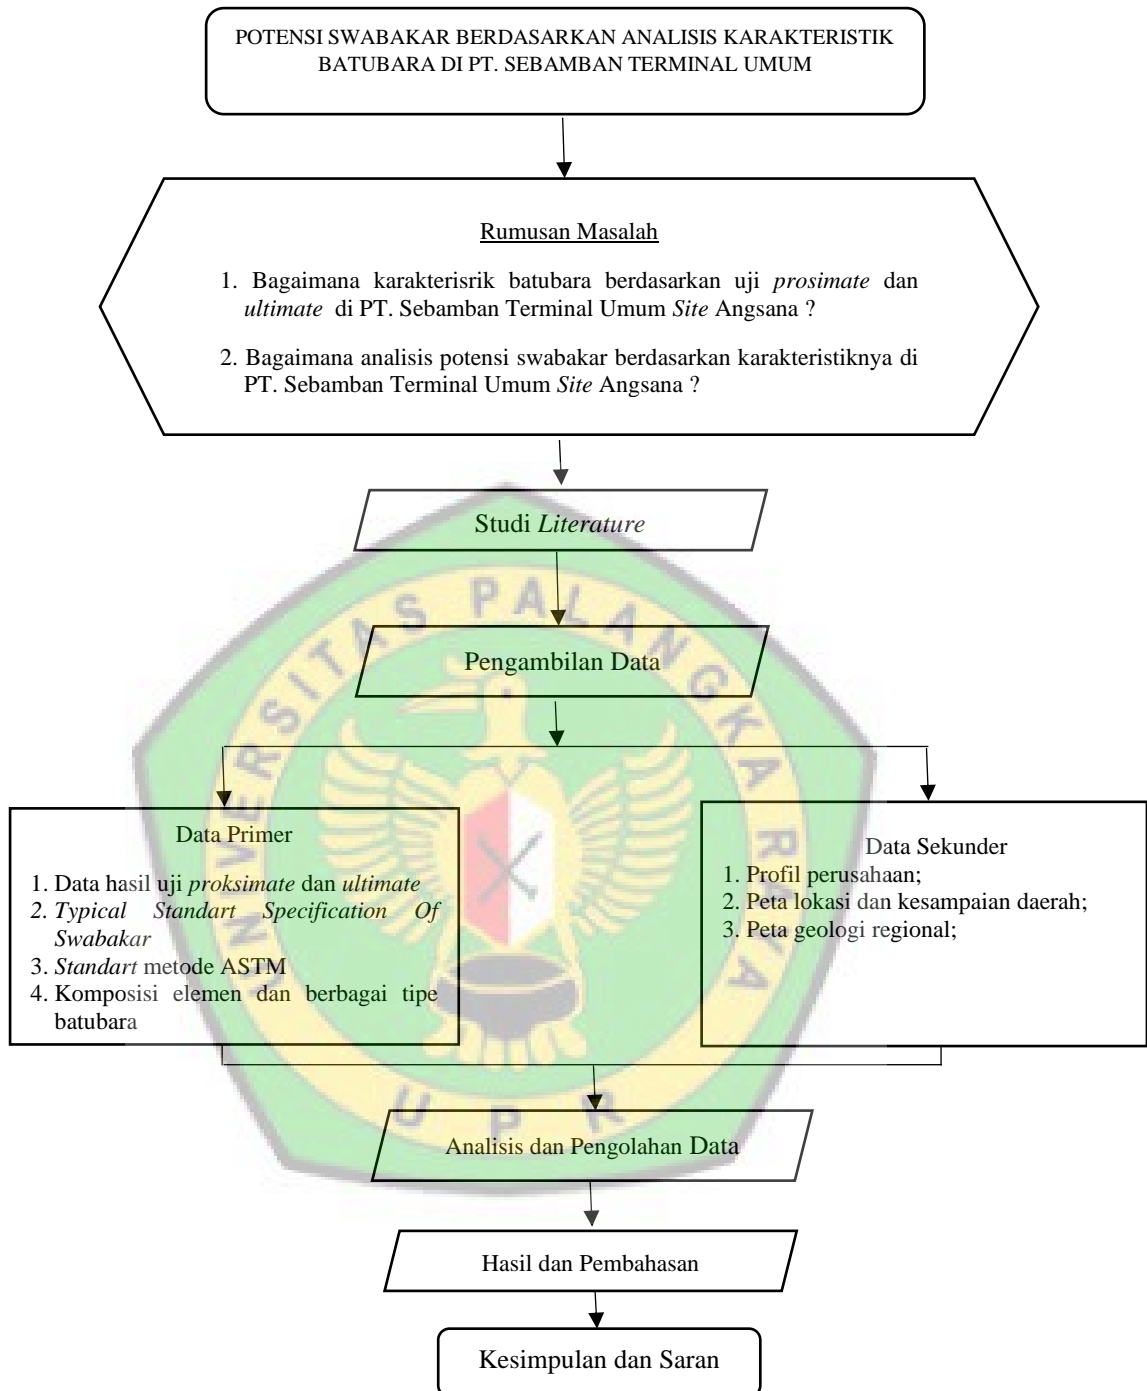 POTENSI SWABAKAR BERDASARKAN ANALISIS KARAKTERISTIK
BATUBARA DI PT. SEBAMBAN TERMINAL UMUM
Rumusan Masalah
1. Bagaimana karakterisrik batubara berdasarkan uji prosimate dan
ultimate di PT. Sebamban Terminal Umum Site Angsana ?
2. Bagaimana analisis potensi swabakar berdasarkan karakteristiknya di
PT. Sebamban Terminal Umum Site Angsana ?
Studi Literature
UNIVERSITAS PALANGKA RAYA
Pengambilan Data
Data Primer
1. Data hasil uji proksimate dan ultimate
2. Typical Standart Specification Of
Swabakar
3. Standart metode ASTM
4. Komposisi elemen dan berbagai tipe
batubara
Data Sekunder
1. Profil perusahaan;
2. Peta lokasi dan kesampaian daerah;
3. Peta geologi regional;
UPR
Analisis dan Pengolahan Data
Hasil dan Pembahasan
Kesimpulan dan Saran